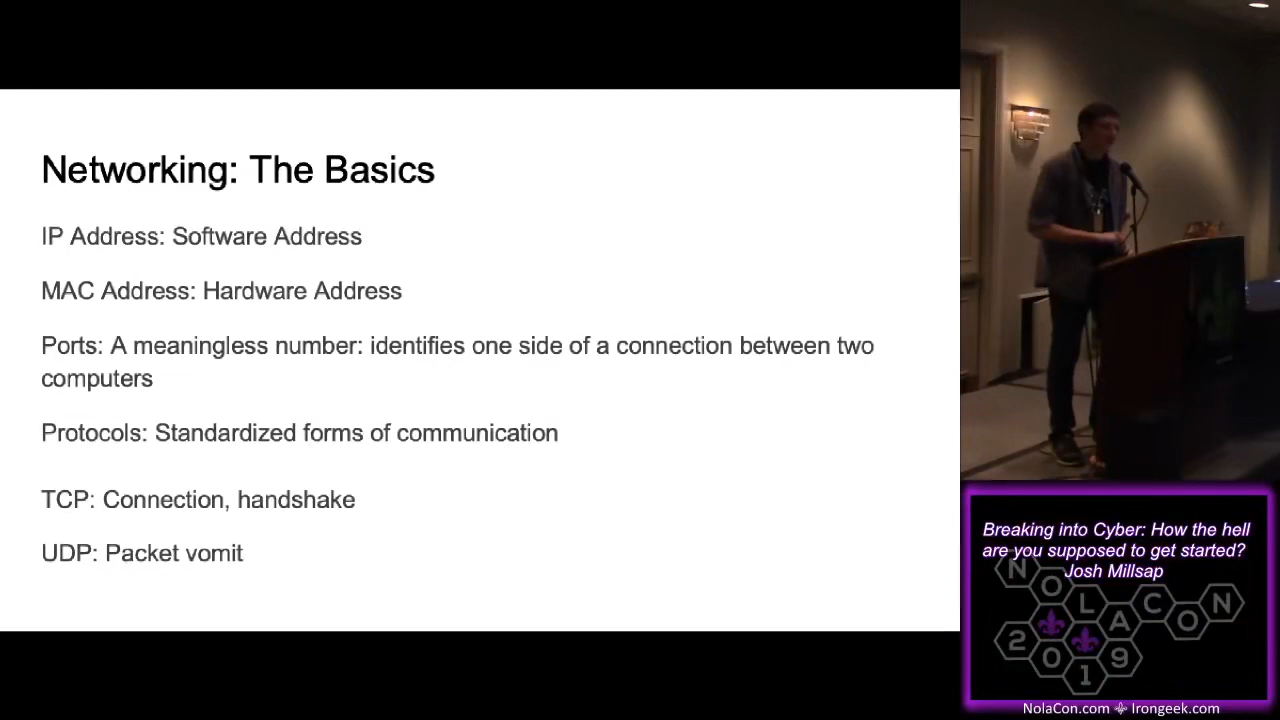 Networking: The Basics
IP Address: Software Address
MAC Address: Hardware Address
Ports: A meaningless number: identifies one side of a connection between two
computers
Protocols: Standardized forms of communication
TCP: Connection, handshake
UDP: Packet vomit
Breaking into Cyber: How the hell
are you supposed to get started?
Josh Millsap
NOLACON
2019
NolaCon.com ⚜ Irongeek.com